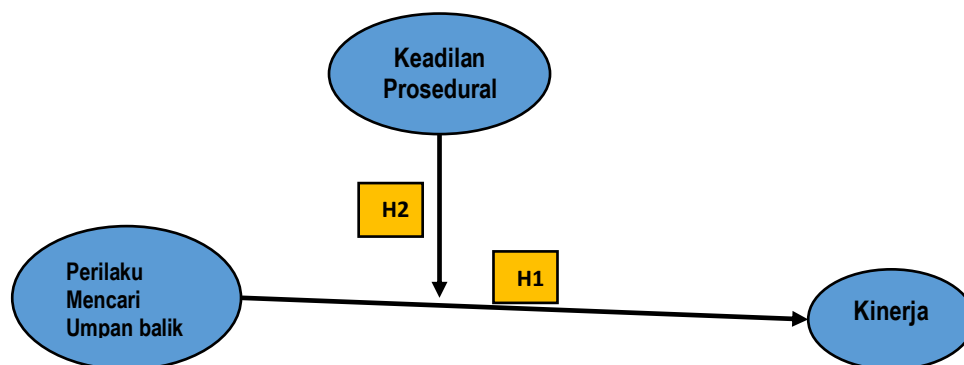 Keadilan
Prosedural
H2
H1
Perilaku
Mencari
Umpan balik
Kinerja